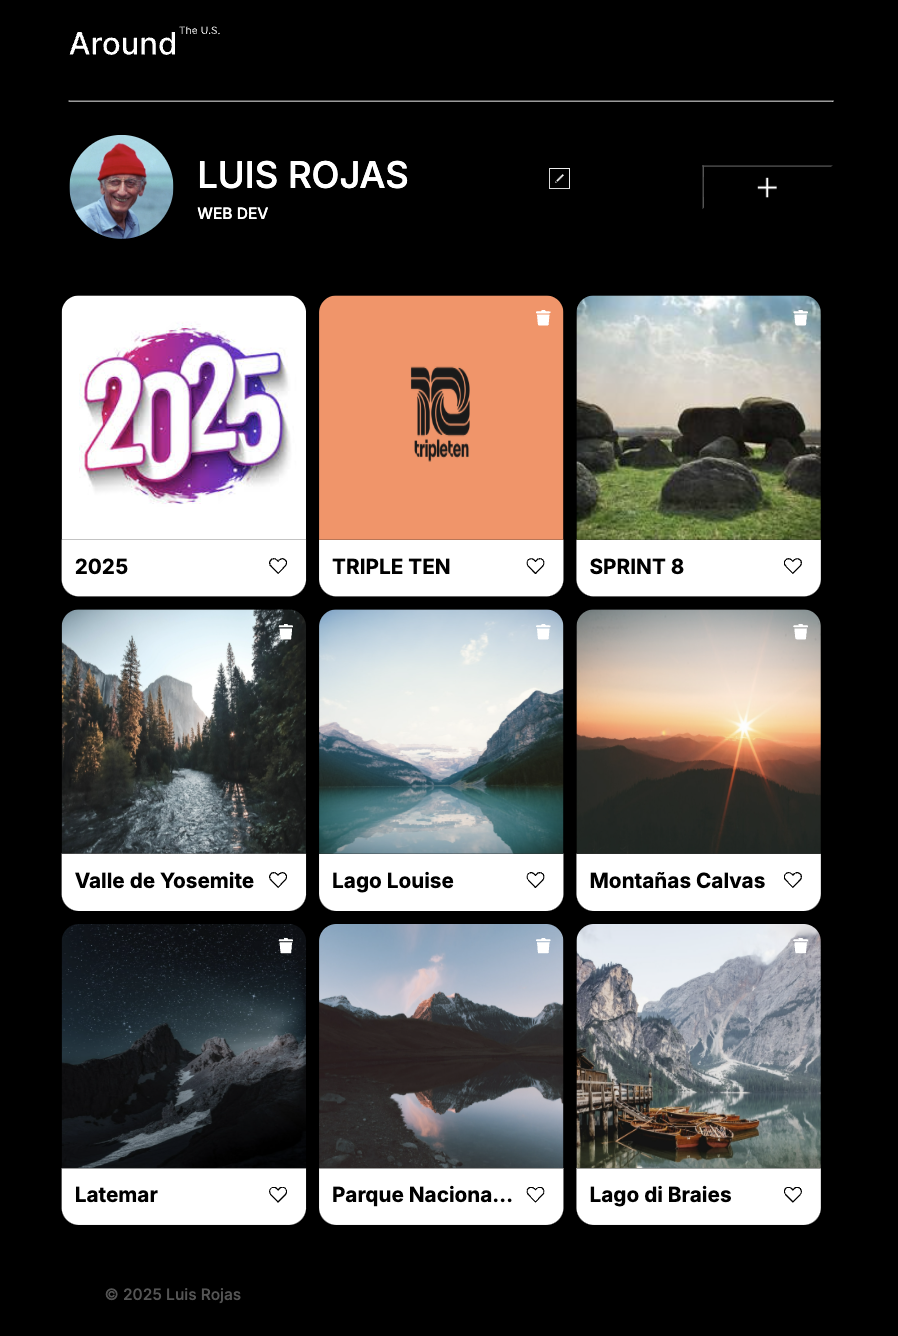 Around The U.S.
LUIS ROJAS
WEB DEV
2025
10
tripleten
2025
TRIPLE TEN
SPRINT 8
Valle de Yosemite
Lago Louise
Montañas Calvas
Latemar
Parque Naciona...
Lago di Braies
© 2025 Luis Rojas